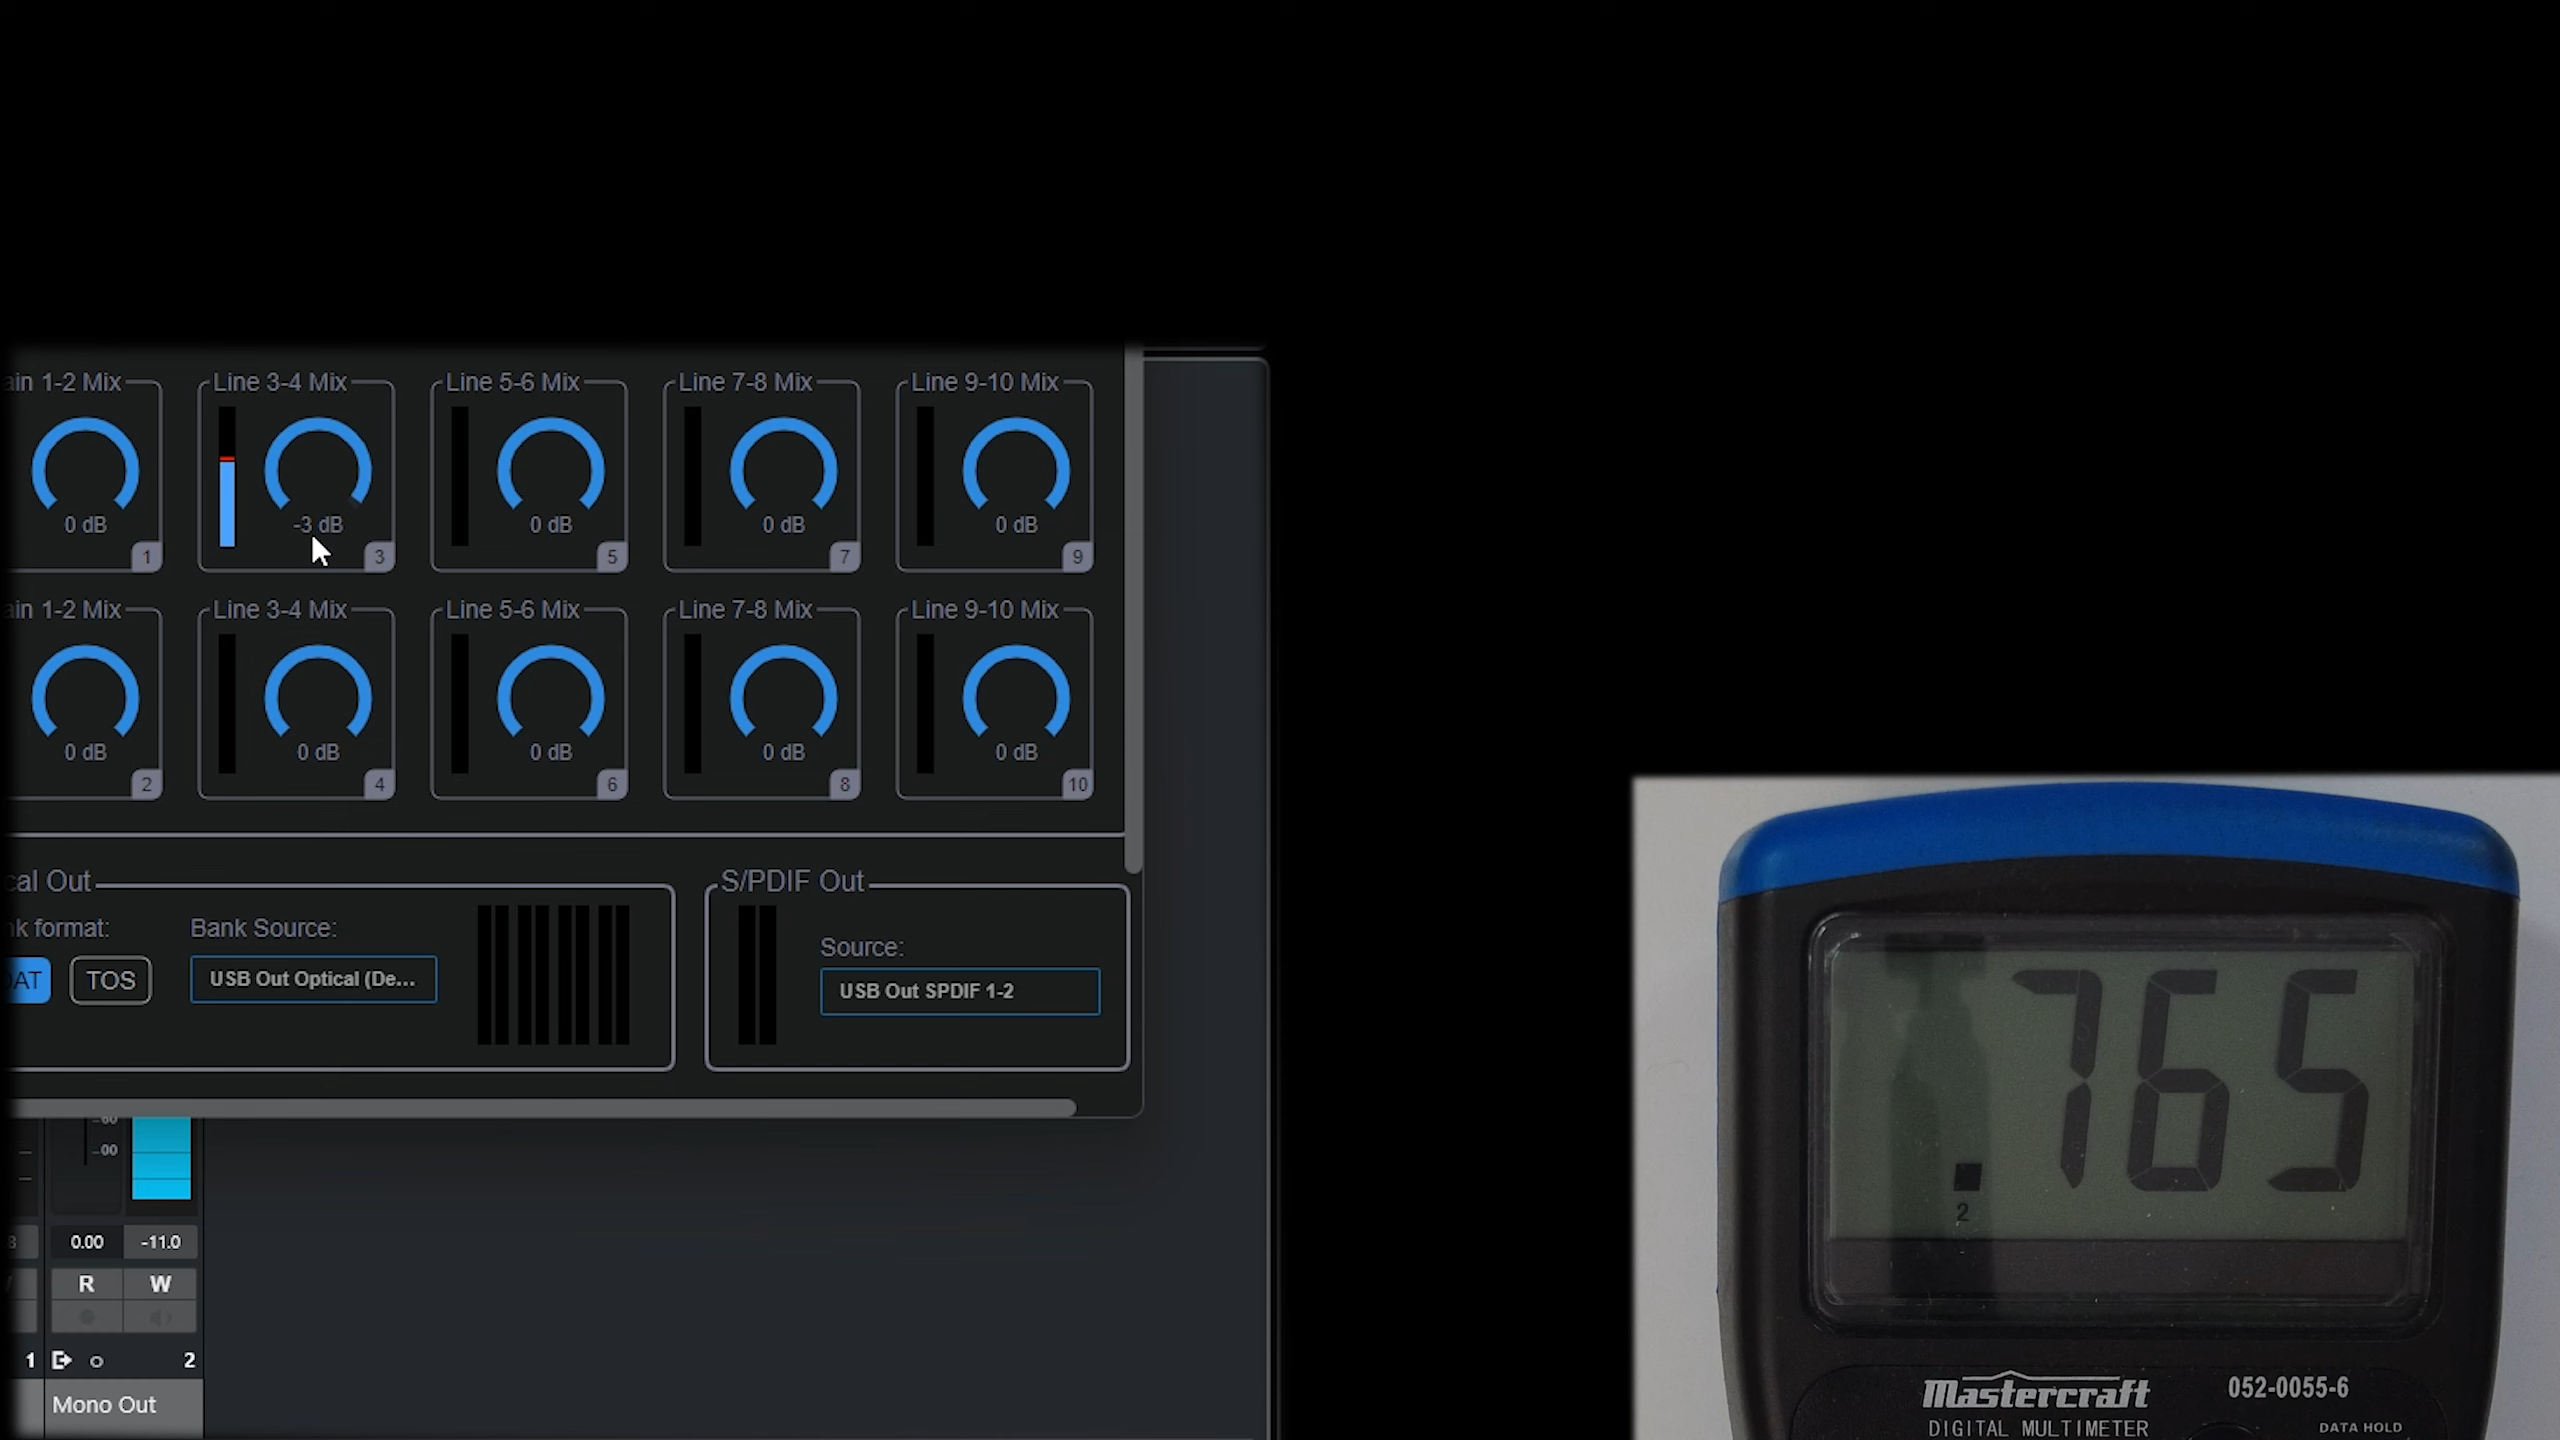 ain 1-2 Mix Line 3-4 Mix Line 5-6 Mix Line 7-8 Mix Line 9-10 Mix
0 dB -3 dB 0 dB 0 dB 0 dB
1 3 5 7 9
ain 1-2 Mix Line 3-4 Mix Line 5-6 Mix Line 7-8 Mix Line 9-10 Mix
0 dB 0 dB 0 dB 0 dB 0 dB
2 4 6 8 10
cal Out S/PDIF Out
nk format: Bank Source: Source:
DAT TOS USB Out Optical (De... USB Out SPDIF 1-2
-60
-00
0.00 -11.0
R W
1 2
Mono Out
.765
2
Mastercraft 052-0055-6
DIGITAL MULTIMETER DATA HOLD